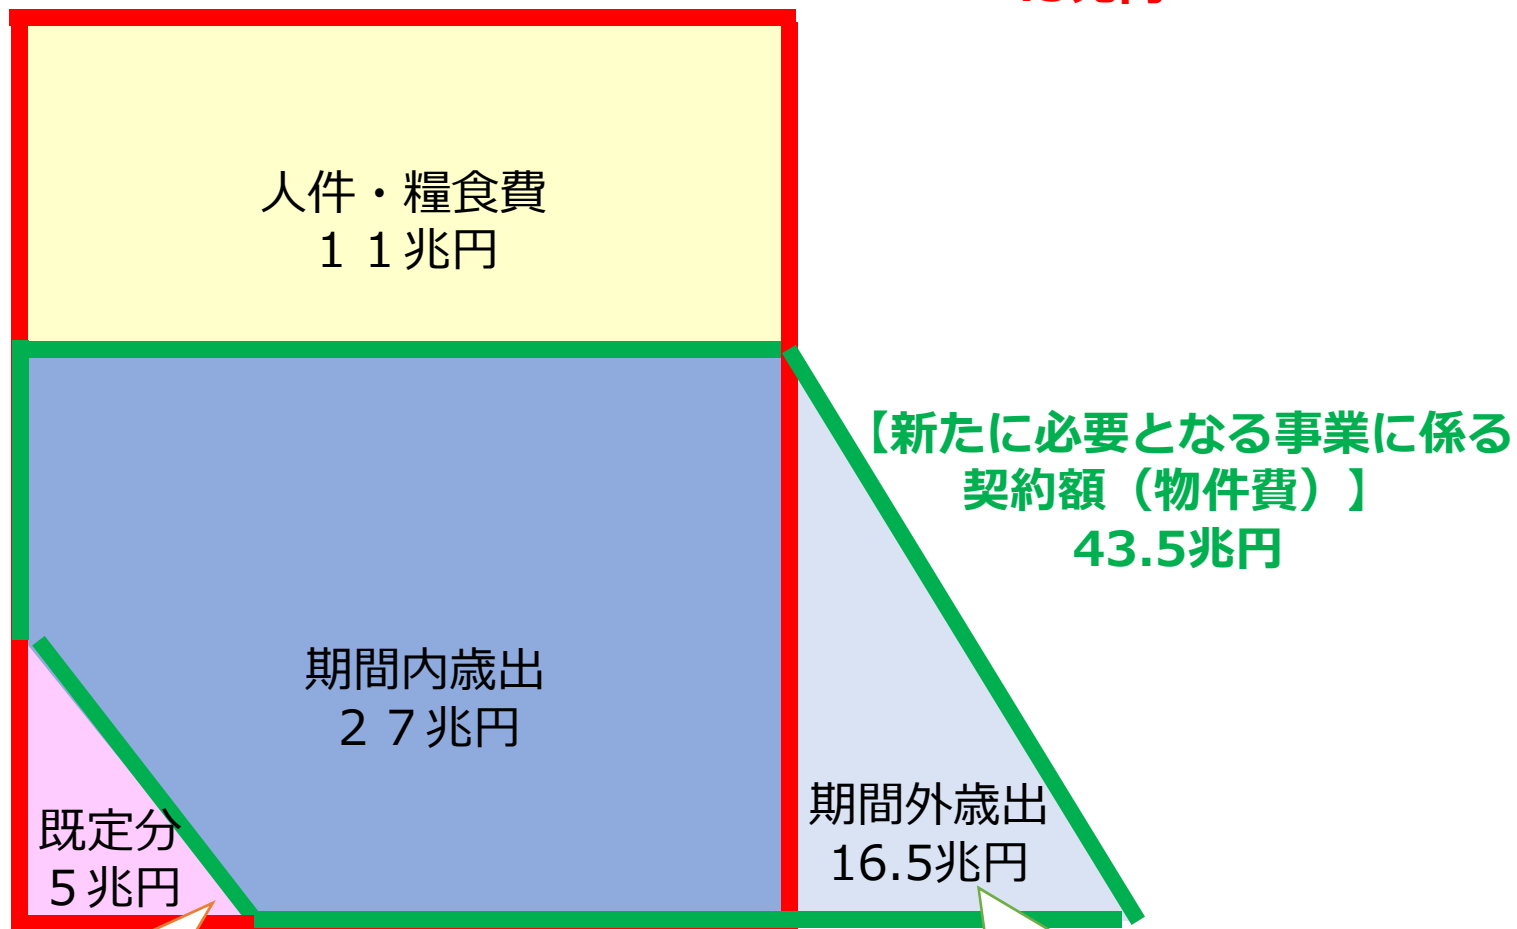 人件・糧食費
１１兆円
【新たに必要となる事業に係る
契約額（物件費）】
43.5兆円
期間内歳出
２７兆円
期間外歳出
16.5兆円
既定分
５兆円